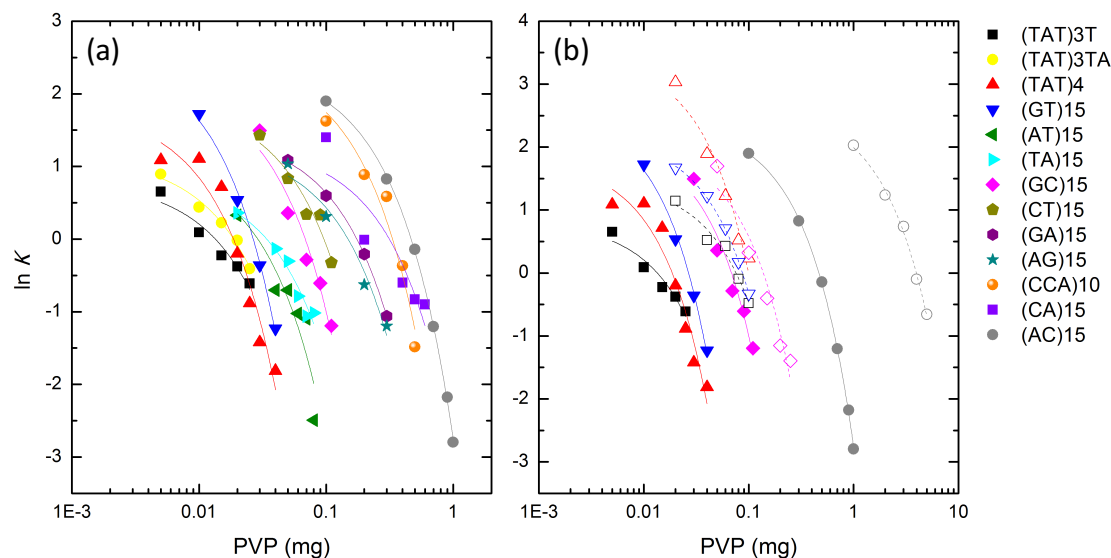 (a)
(b)
2
1
0
-1
-2
-3
ln K
1E-3
0.01
0.1
1
PVP (mg)
4
3
2
1
0
-1
-2
-3
1E-3
0.01
0.1
1
10
PVP (mg)
(TAT)3T
(TAT)3TA
(TAT)4
(GT)15
(AT)15
(TA)15
(GC)15
(CT)15
(GA)15
(AG)15
(CCA)10
(CA)15
(AC)15